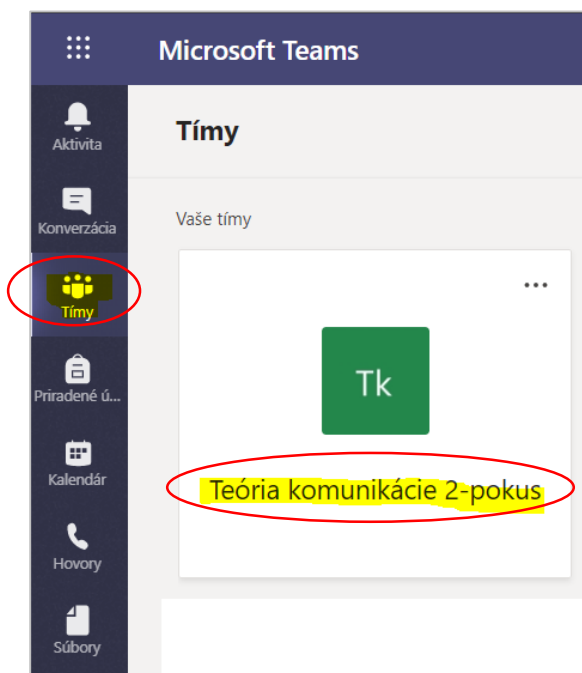 Microsoft Teams
Aktivita
Konverzácia
Tímy
Priradené ú...
Kalendár
Hovory
Súbory
Tímy
Vaše tímy
Tk
Teória komunikácie 2-pokus